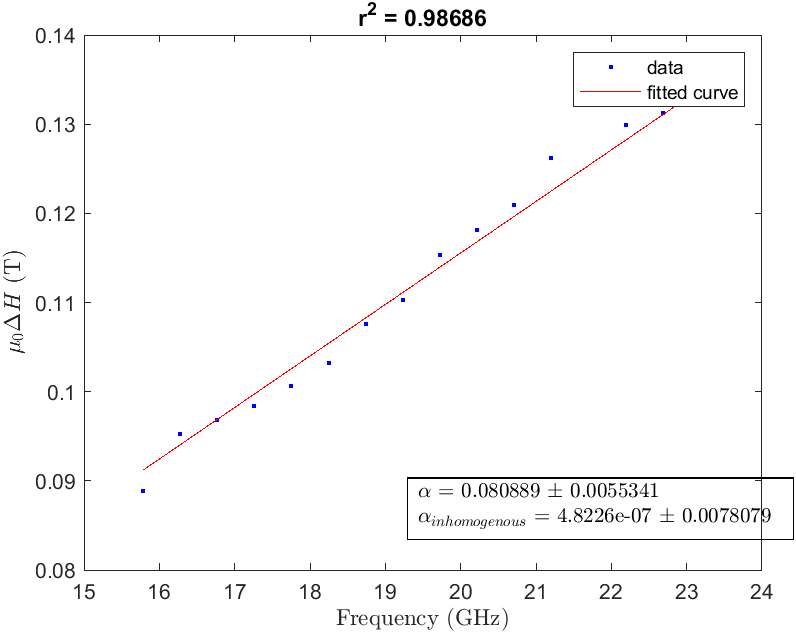 r² = 0.98686
0.14
0.13
0.12
0.11
0.1
0.09
0.08
μ₀ΔH (T)
data
fitted curve
α = 0.080889 ± 0.0055341
α_inhomogenous = 4.8226e-07 ± 0.0078079
15 16 17 18 19 20 21 22 23 24
Frequency (GHz)